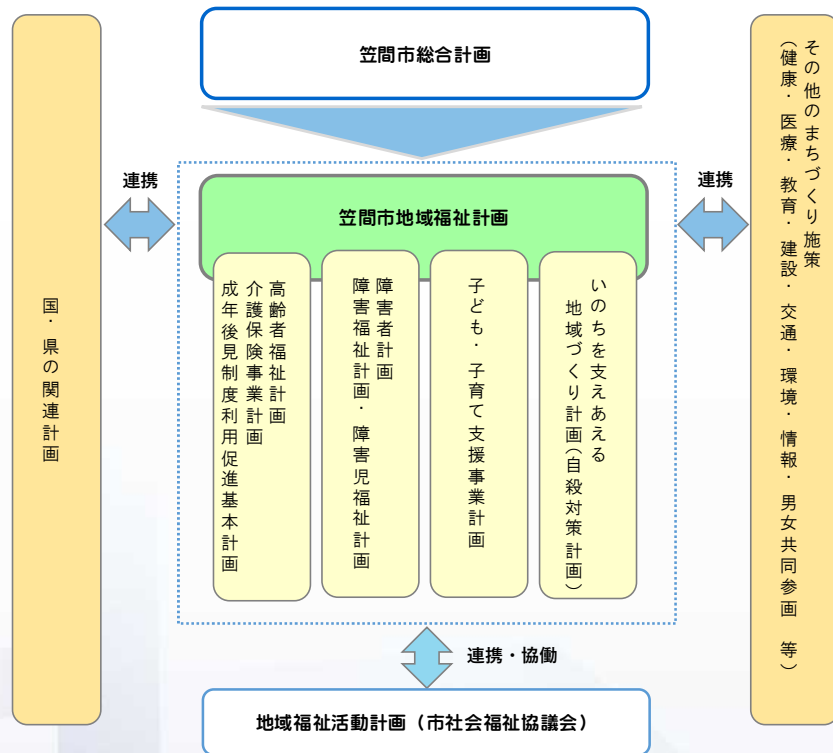 笠間市総合計画
連携
連携
国・県の関連計画
笠間市地域福祉計画
高齢者福祉計画
介護保険事業計画
成年後見制度利用促進基本計画
障害者計画
障害福祉計画・障害児福祉計画
子ども・子育て支援事業計画
いのちを支えあえる
地域づくり計画(自殺対策計画)
その他のまちづくり施策
(健康・医療・教育・建設・交通・環境・情報・男女共同参画 等)
連携・協働
地域福祉活動計画(市社会福祉協議会)